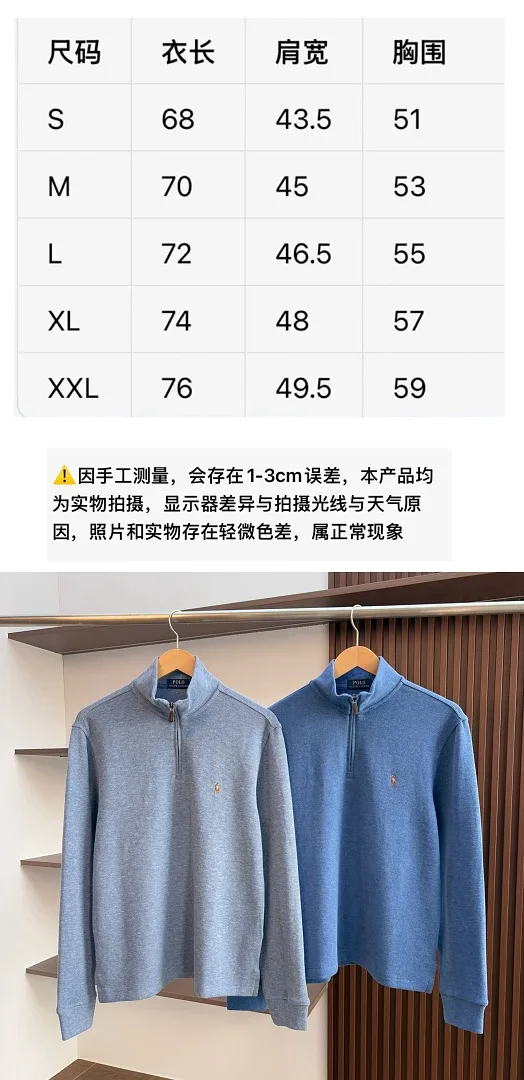 尺码 衣长 肩宽 胸围
S 68 43.5 51
M 70 45 53
L 72 46.5 55
XL 74 48 57
XXL 76 49.5 59
⚠️因手工测量，会存在1-3cm误差，本产品均
为实物拍摄，显示器差异与拍摄光线与天气原
因，照片和实物存在轻微色差，属正常现象
POLO
POLO